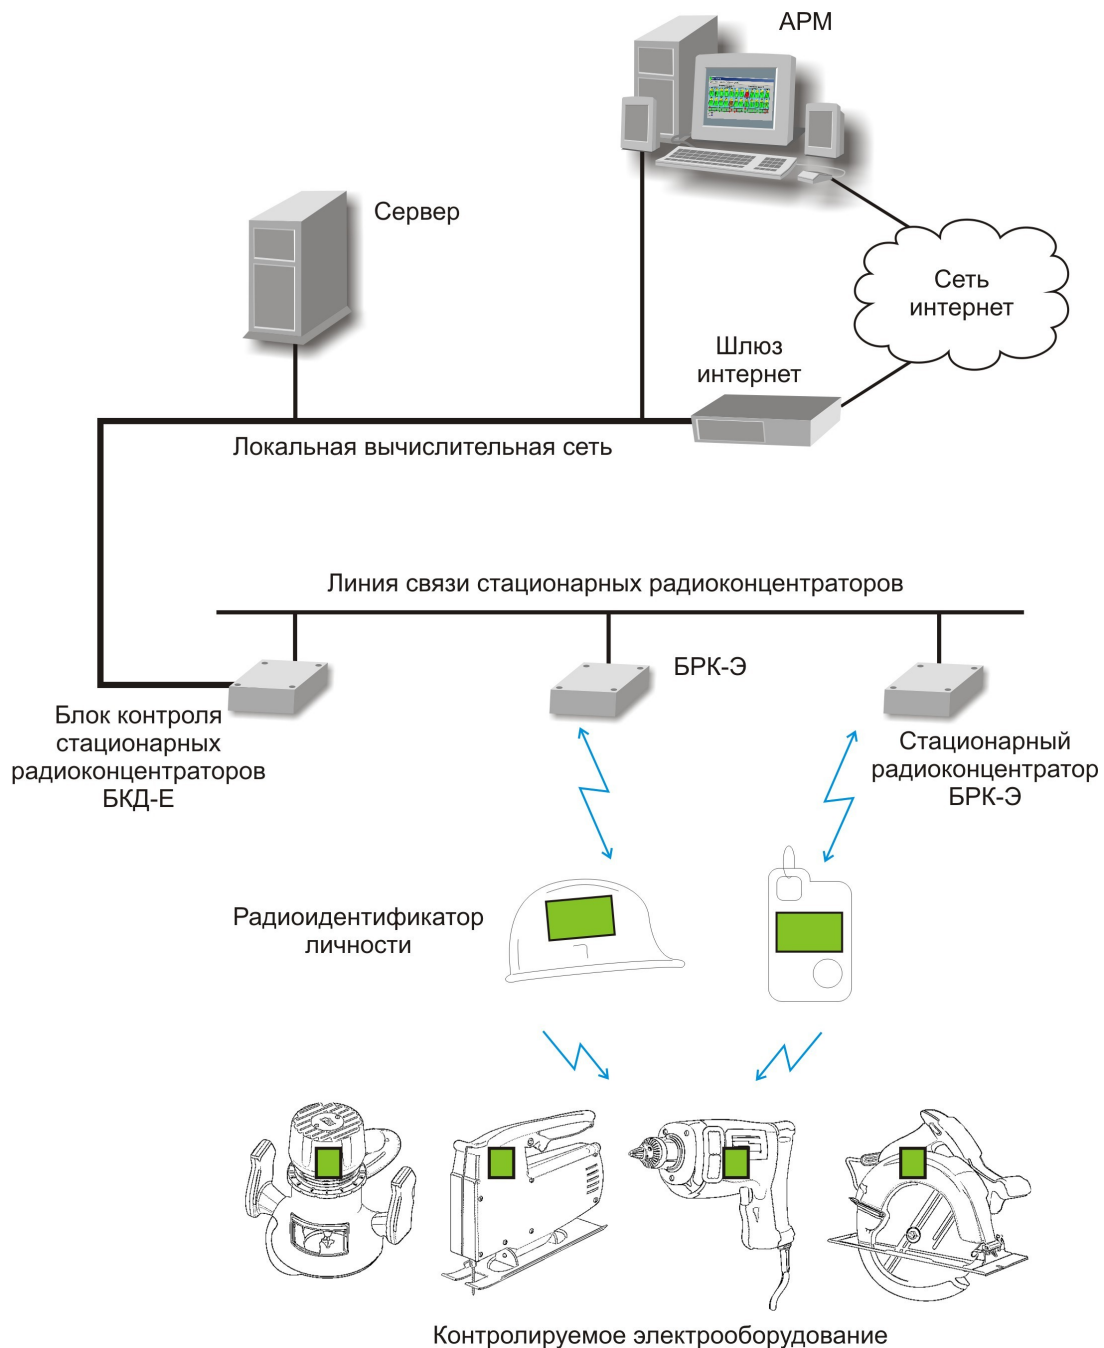 АРМ
Сервер
Сеть
интернет
Шлюз
интернет
Локальная вычислительная сеть
Линия связи стационарных радиоконцентраторов
БРК-Э
Блок контроля
стационарных
радиоконцентраторов
БКД-Е
Стационарный
радиоконцентратор
БРК-Э
Радиоидентификатор
личности
Контролируемое электрооборудование